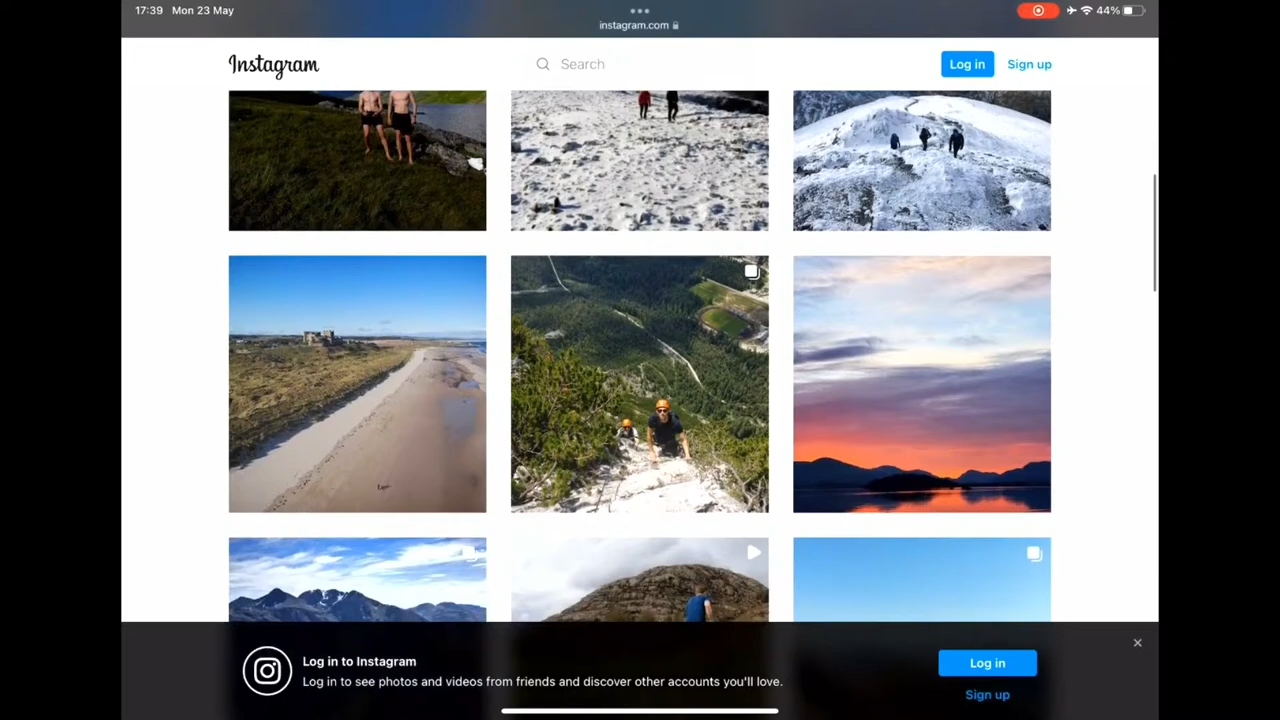 17:39 Mon 23 May
44%
instagram.com
Instagram
Search
Log in
Sign up
Log in to Instagram
Log in to see photos and videos from friends and discover other accounts you'll love.
Log in
Sign up